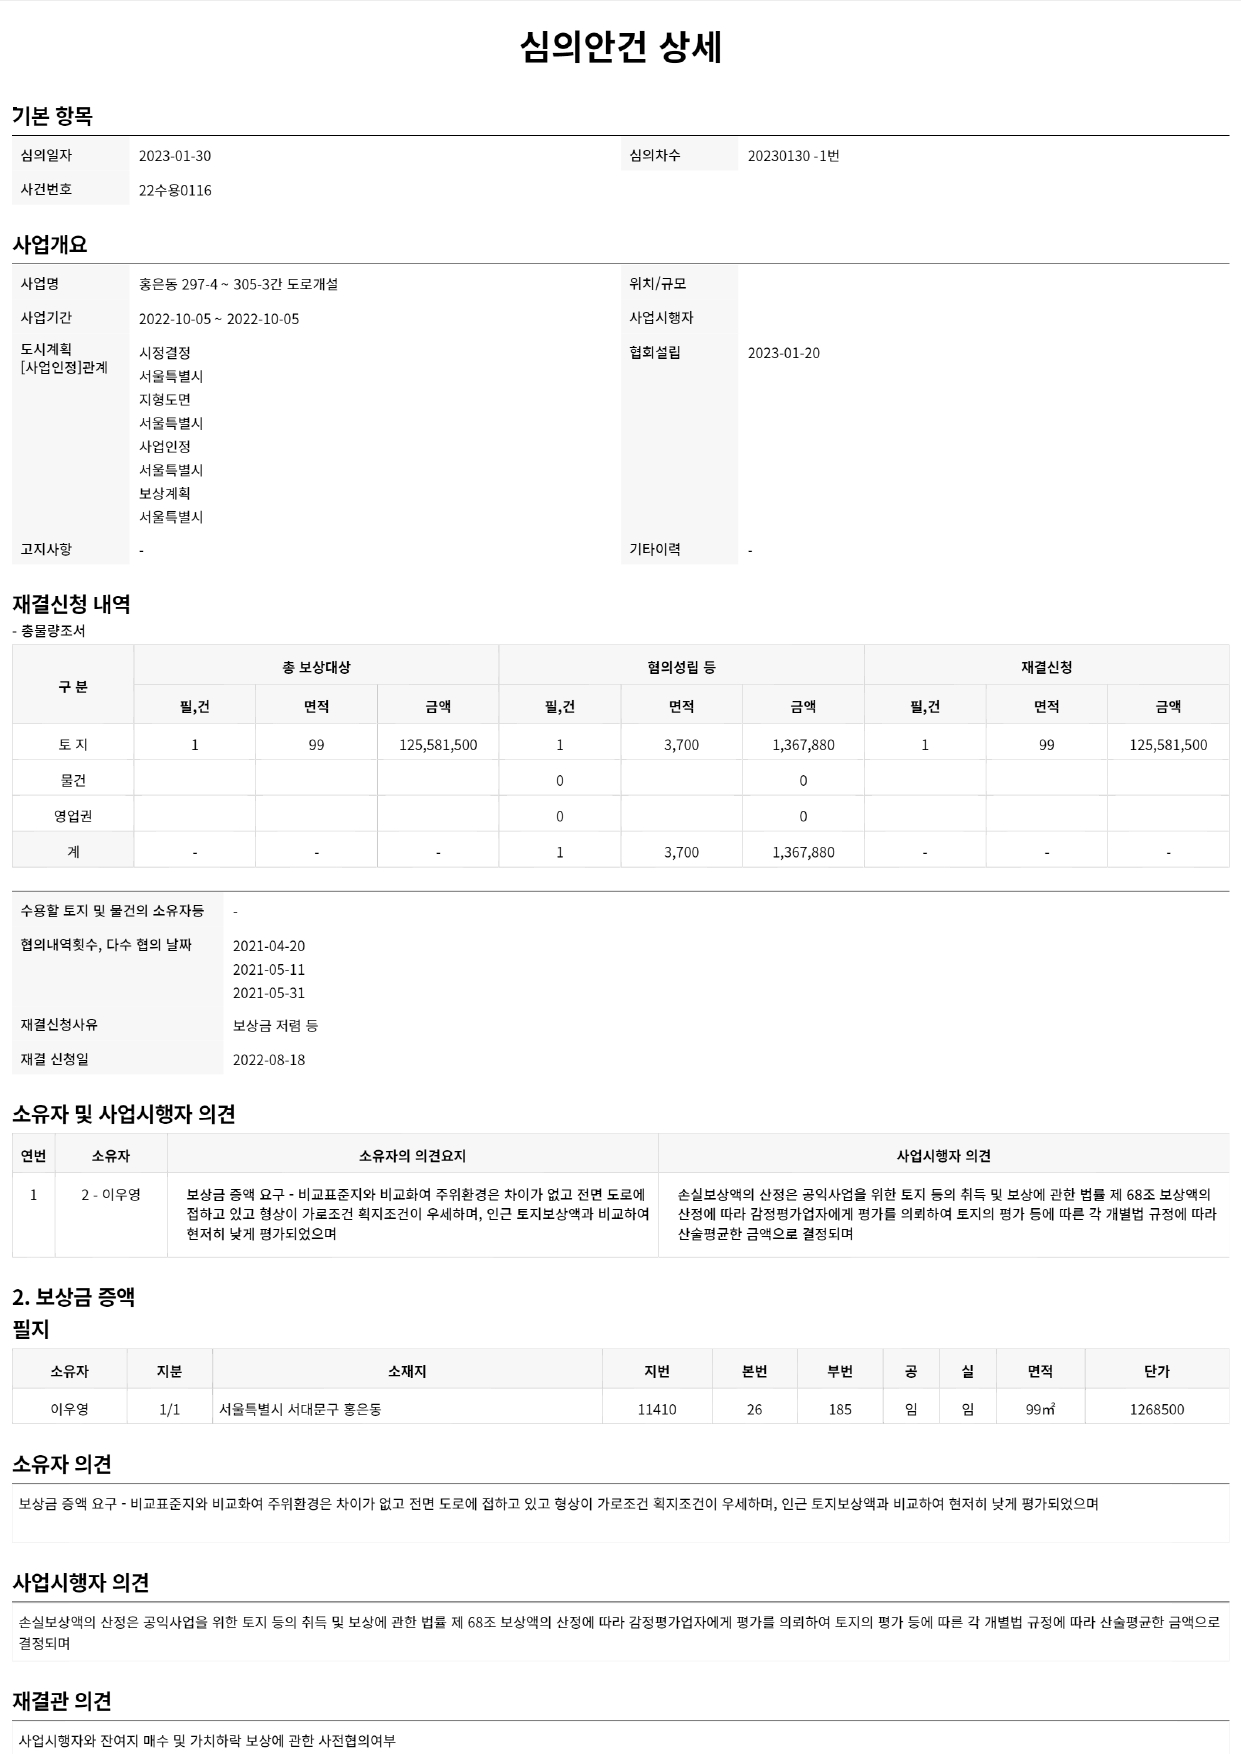 심의안건 상세
기본 항목
심의일자 2023-01-30 심의차수 20230130 -1번
사건번호 22수용0116
사업개요
사업명 홍은동 297-4 ~ 305-3간 도로개설 위치/규모
사업기간 2022-10-05 ~ 2022-10-05 사업시행자
도시계획
[사업인정]관계 시정결정 협회설립 2023-01-20
서울특별시
지형도면
서울특별시
사업인정
서울특별시
보상계획
서울특별시
고지사항 - 기타이력 -
재결신청 내역
- 총물량조서
구 분 총 보상대상 협의성립 등 재결신청
필,건 면적 금액 필,건 면적 금액 필,건 면적 금액
토 지 1 99 125,581,500 1 3,700 1,367,880 1 99 125,581,500
물건 0 0
영업권 0 0
계 - - - 1 3,700 1,367,880 - - -
수용할 토지 및 물건의 소유자등 -
협의내역횟수, 다수 협의 날짜 2021-04-20
2021-05-11
2021-05-31
재결신청사유 보상금 저렴 등
재결 신청일 2022-08-18
소유자 및 사업시행자 의견
연번 소유자 소유자의 의견요지 사업시행자 의견
1 2 - 이우영 보상금 증액 요구 - 비교표준지와 비교화여 주위환경은 차이가 없고 전면 도로에 접하고 있고 형상이 가로조건 획지조건이 우세하며, 인근 토지보상액과 비교하여 현저히 낮게 평가되었으며 손실보상액의 산정은 공익사업을 위한 토지 등의 취득 및 보상에 관한 법률 제 68조 보상액의 산정에 따라 감정평가업자에게 평가를 의뢰하여 토지의 평가 등에 따른 각 개별법 규정에 따라 산술평균한 금액으로 결정되며
2. 보상금 증액
필지
소유자 지분 소재지 지번 본번 부번 공 실 면적 단가
이우영 1/1 서울특별시 서대문구 홍은동 11410 26 185 임 임 99㎡ 1268500
소유자 의견
보상금 증액 요구 - 비교표준지와 비교화여 주위환경은 차이가 없고 전면 도로에 접하고 있고 형상이 가로조건 획지조건이 우세하며, 인근 토지보상액과 비교하여 현저히 낮게 평가되었으며
사업시행자 의견
손실보상액의 산정은 공익사업을 위한 토지 등의 취득 및 보상에 관한 법률 제 68조 보상액의 산정에 따라 감정평가업자에게 평가를 의뢰하여 토지의 평가 등에 따른 각 개별법 규정에 따라 산술평균한 금액으로
결정되며
재결관 의견
사업시행자와 잔여지 매수 및 가치하락 보상에 관한 사전협의여부